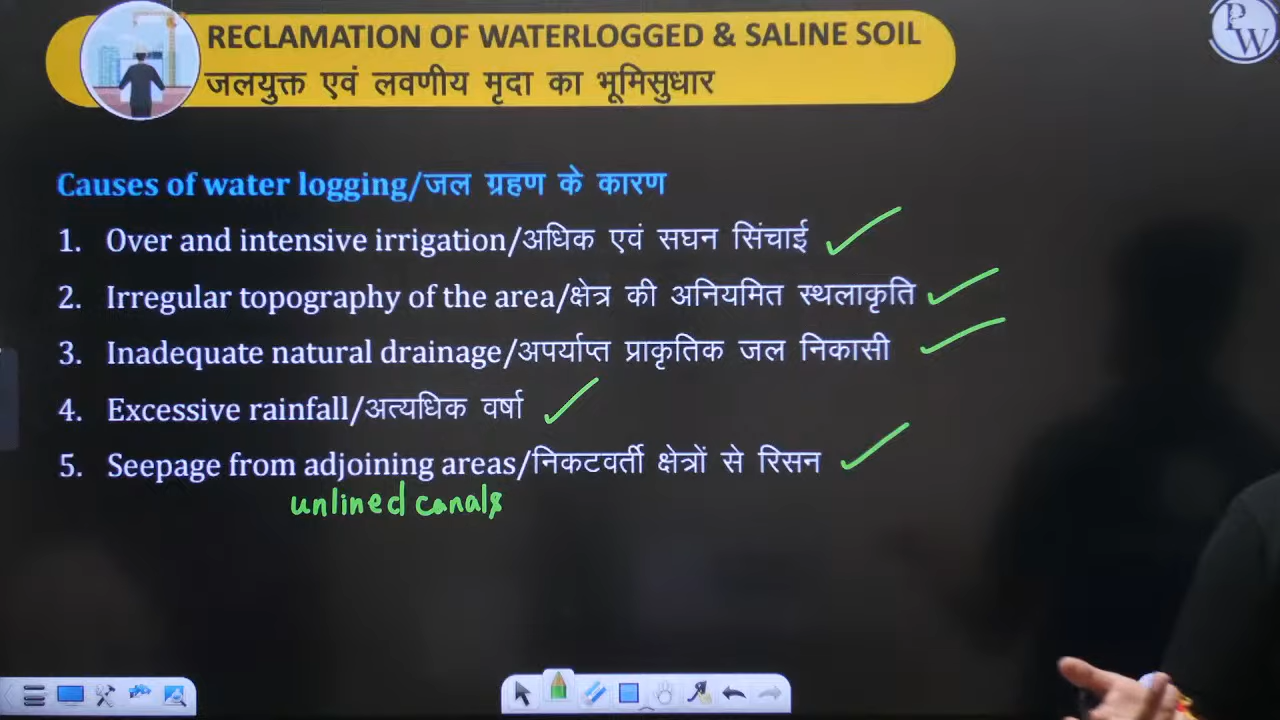 RECLAMATION OF WATERLOGGED & SALINE SOIL
जलयुक्त एवं लवणीय मृदा का भूमिसुधार
PW
Causes of water logging/जल ग्रहण के कारण
1. Over and intensive irrigation/अधिक एवं सघन सिंचाई
2. Irregular topography of the area/क्षेत्र की अनियमित स्थलाकृति
3. Inadequate natural drainage/अपर्याप्त प्राकृतिक जल निकासी
4. Excessive rainfall/अत्यधिक वर्षा
5. Seepage from adjoining areas/निकटवर्ती क्षेत्रों से रिसन
unlined canals